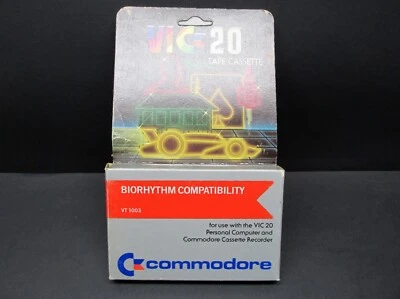 VIC-20
TAPE CASSETTE
BIORHYTHM COMPATIBILITY
VT 1003
for use with the VIC 20
Personal Computer and
Commodore Cassette Recorder
commodore